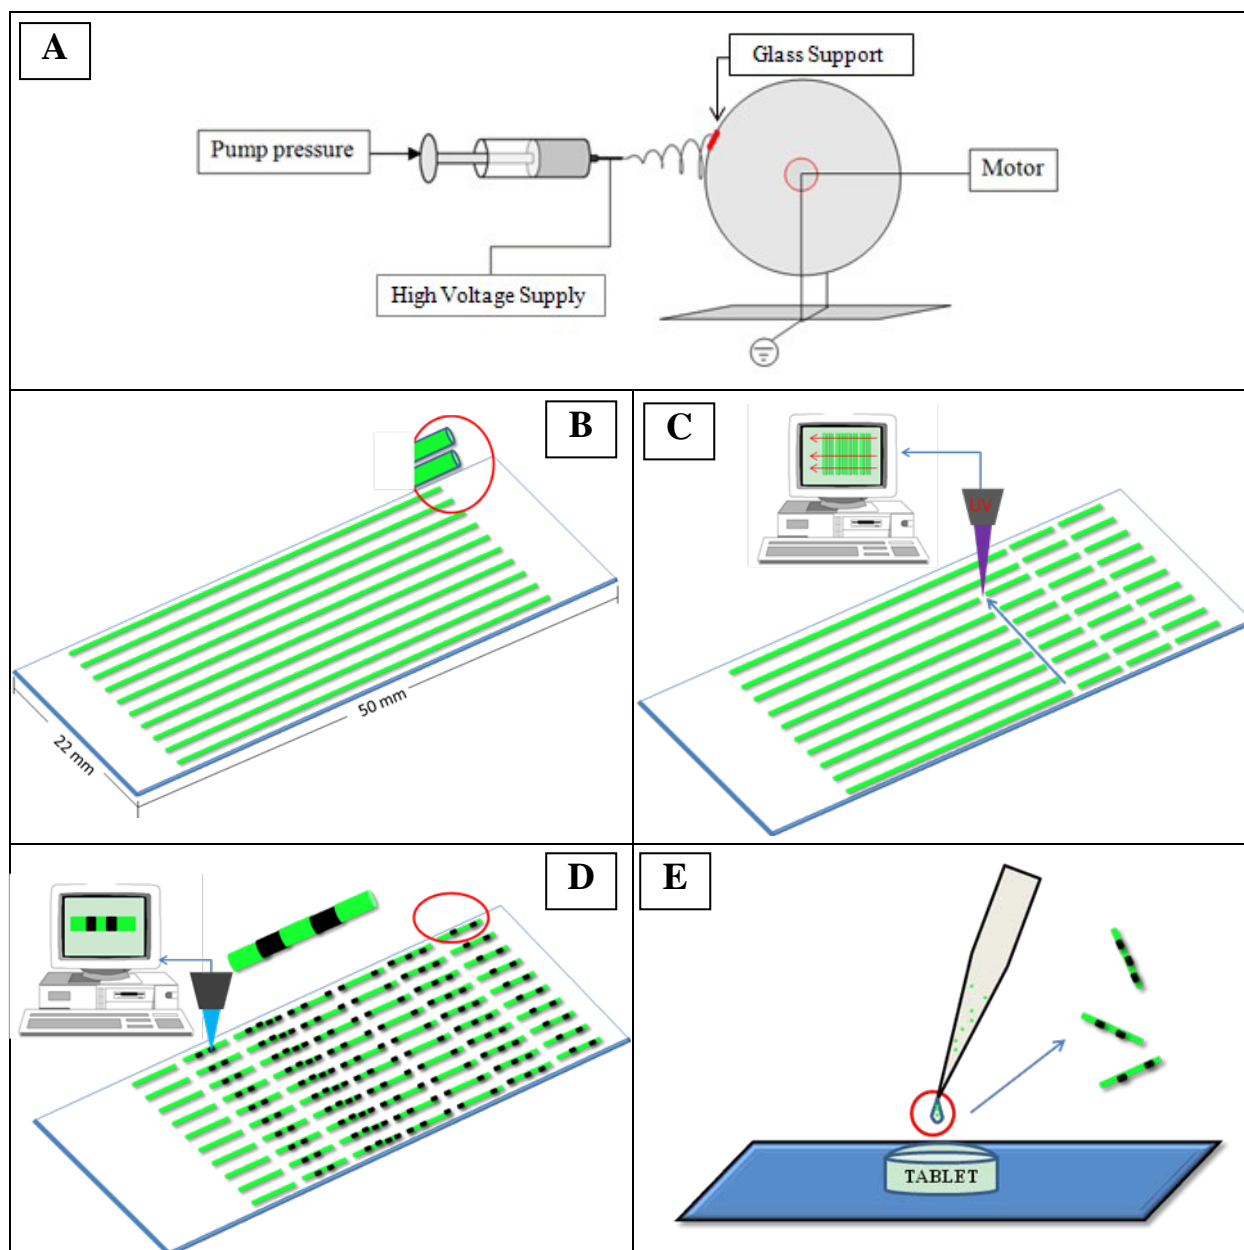 A
Glass Support
Pump pressure
Motor
High Voltage Supply
B
50 mm
22 mm
C
UV
D
E
TABLET